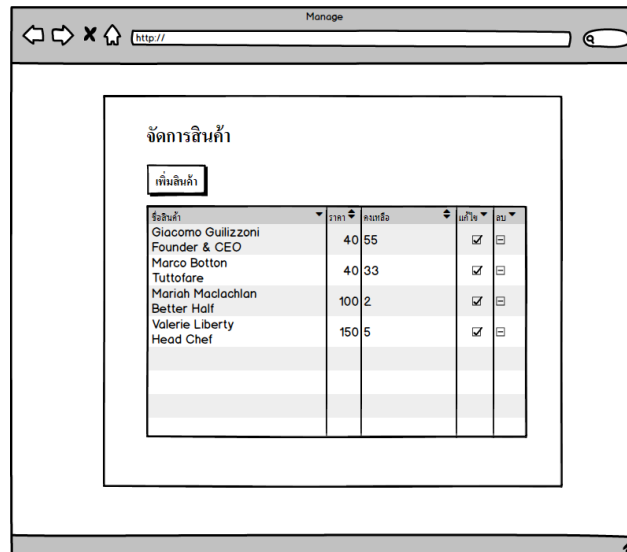 Manage
http://
จัดการสินค้า
เพิ่มสินค้า
ชื่อสินค้า ราคา คงเหลือ แก้ไข ลบ
Giacomo Guilizzoni
Founder & CEO
40 55
Marco Botton
Tuttofare
40 33
Mariah Maclachlan
Better Half
100 2
Valerie Liberty
Head Chef
150 5